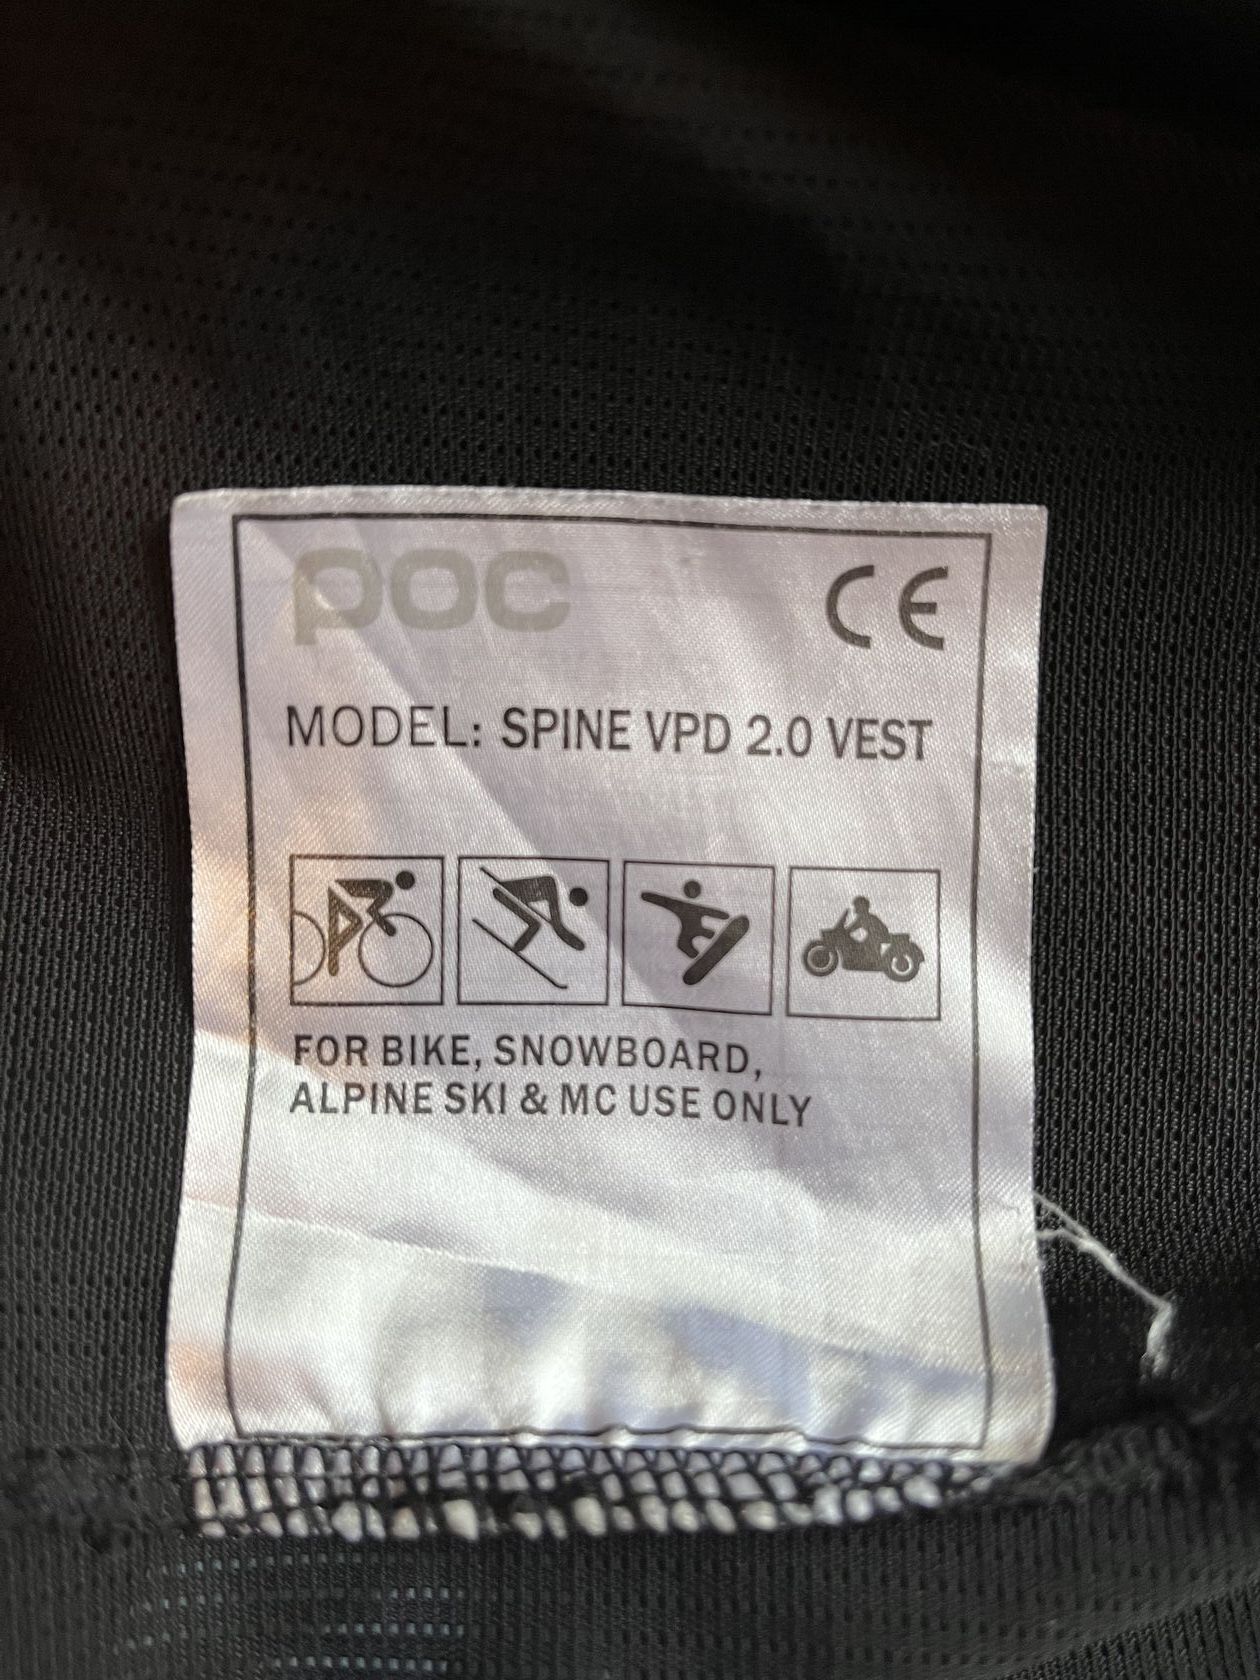 POC CE
MODEL: SPINE VPD 2.0 VEST
FOR BIKE, SNOWBOARD,
ALPINE SKI & MC USE ONLY